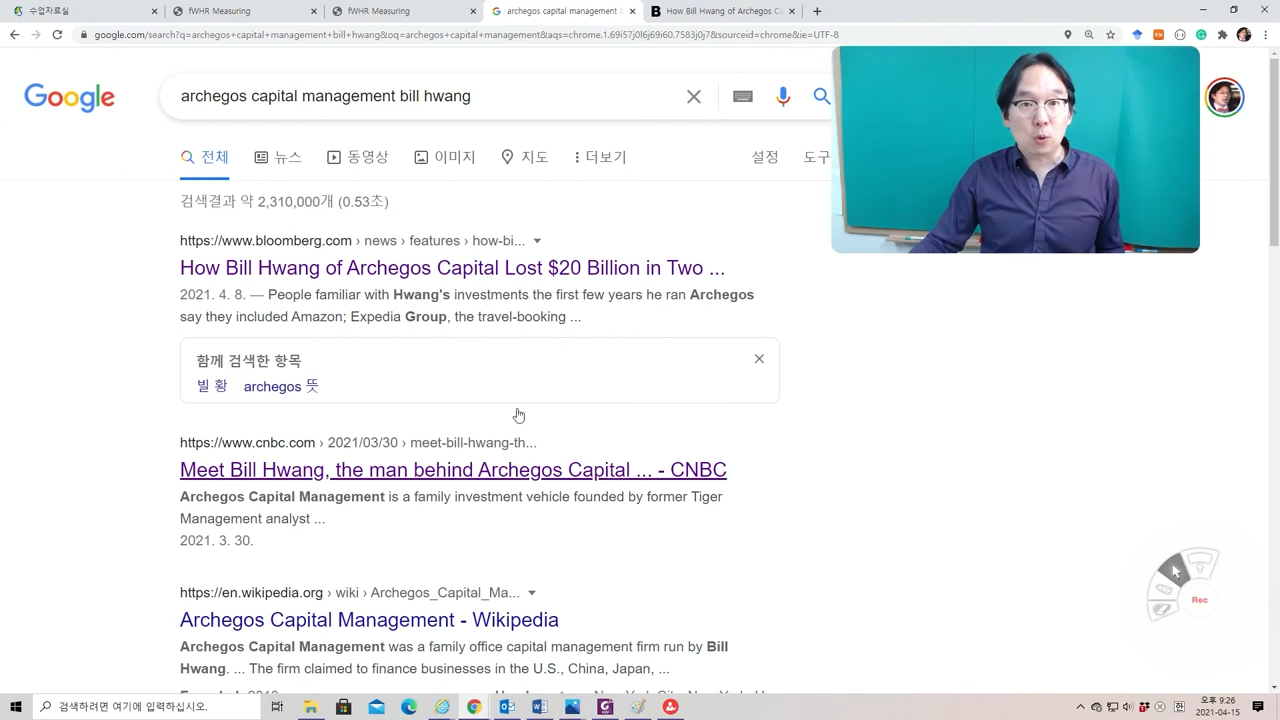 수업자료실
fWHR Measuring
fWHR Measuring
archegos capital management b
How Bill Hwang of Archegos Ca
google.com/search?q=archegos+capital+management+bill+hwang&oq=archegos+capital+management&aqs=chrome.1.69i57j0l6j69i60.7583j0j7&sourceid=chrome&ie=UTF-8
Google
archegos capital management bill hwang
전체 뉴스 동영상 이미지 지도 더보기 설정 도구
검색결과 약 2,310,000개 (0.53초)
https://www.bloomberg.com › news › features › how-bi...
How Bill Hwang of Archegos Capital Lost $20 Billion in Two ...
2021. 4. 8. — People familiar with Hwang's investments the first few years he ran Archegos
say they included Amazon; Expedia Group, the travel-booking ...
함께 검색한 항목
빌 황 archegos 뜻
https://www.cnbc.com › 2021/03/30 › meet-bill-hwang-th...
Meet Bill Hwang, the man behind Archegos Capital ... - CNBC
Archegos Capital Management is a family investment vehicle founded by former Tiger
Management analyst ...
2021. 3. 30.
https://en.wikipedia.org › wiki › Archegos_Capital_Ma...
Archegos Capital Management - Wikipedia
Archegos Capital Management was a family office capital management firm run by Bill
Hwang. ... The firm claimed to finance businesses in the U.S., China, Japan, ...
Rec
검색하려면 여기에 입력하십시오.
한
오후 9:26
2021-04-15